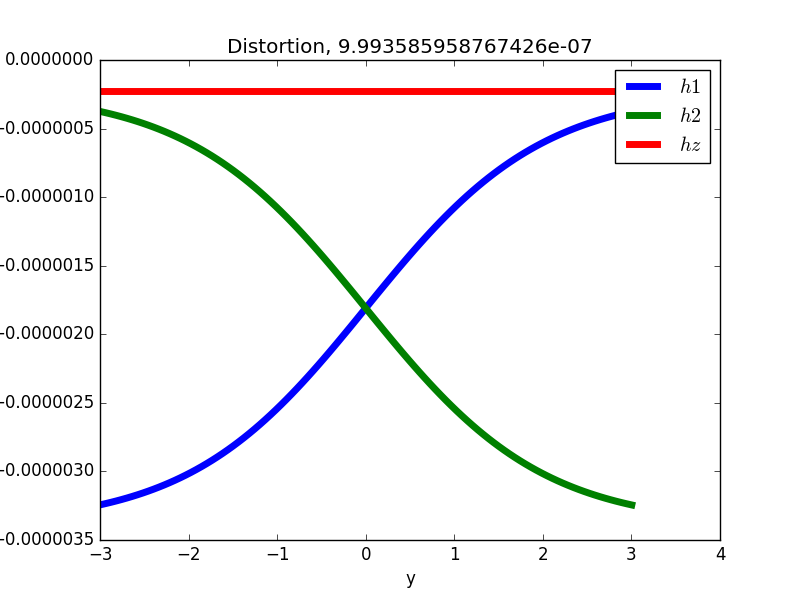 Distortion, 9.993585958767426e-07
0.0000000
-0.0000005
-0.0000010
-0.0000015
-0.0000020
-0.0000025
-0.0000030
-0.0000035
h1
h2
hz
−3 −2 −1 0 1 2 3 4
y